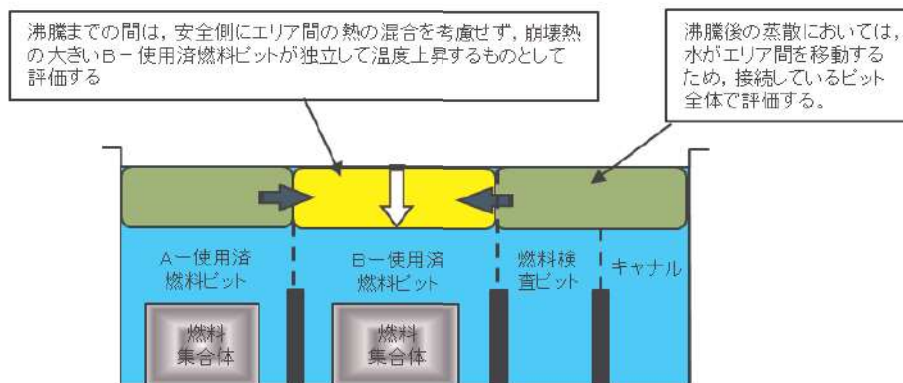 沸騰までの間は，安全側にエリア間の熱の混合を考慮せず，崩壊熱
の大きいB－使用済燃料ピットが独立して温度上昇するものとして
評価する
沸騰後の蒸散においては，
水がエリア間を移動する
ため，接続しているピット
全体で評価する。
A－使用済
燃料ピット
B－使用済
燃料ピット
燃料検
査ピット
キャナル
燃料
集合体
燃料
集合体